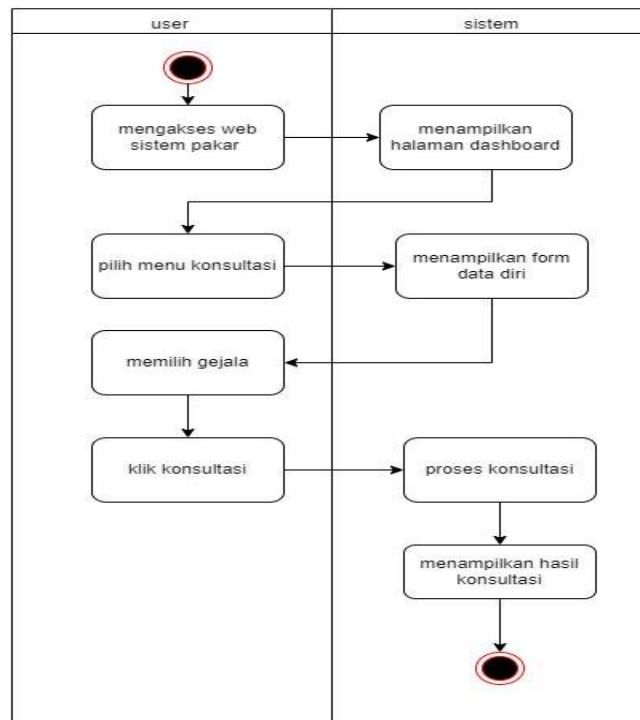 user
sistem
mengakses web
sistem pakar
menampilkan
halaman dashboard
pilih menu konsultasi
menampilkan form
data diri
memilih gejala
klik konsultasi
proses konsultasi
menampilkan hasil
konsultasi